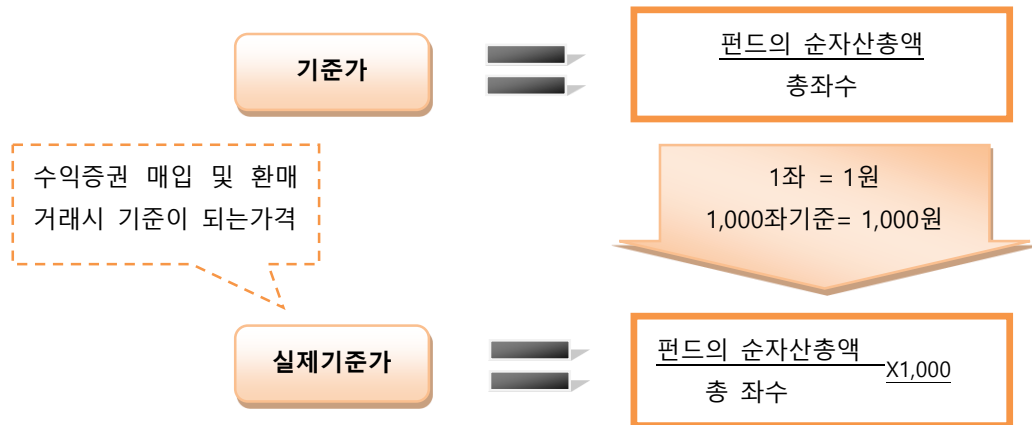 기준가
펀드의 순자산총액
총좌수
수익증권 매입 및 환매
거래시 기준이 되는가격
1좌 = 1원
1,000좌기준= 1,000원
실제기준가
펀드의 순자산총액
X1,000
총 좌수